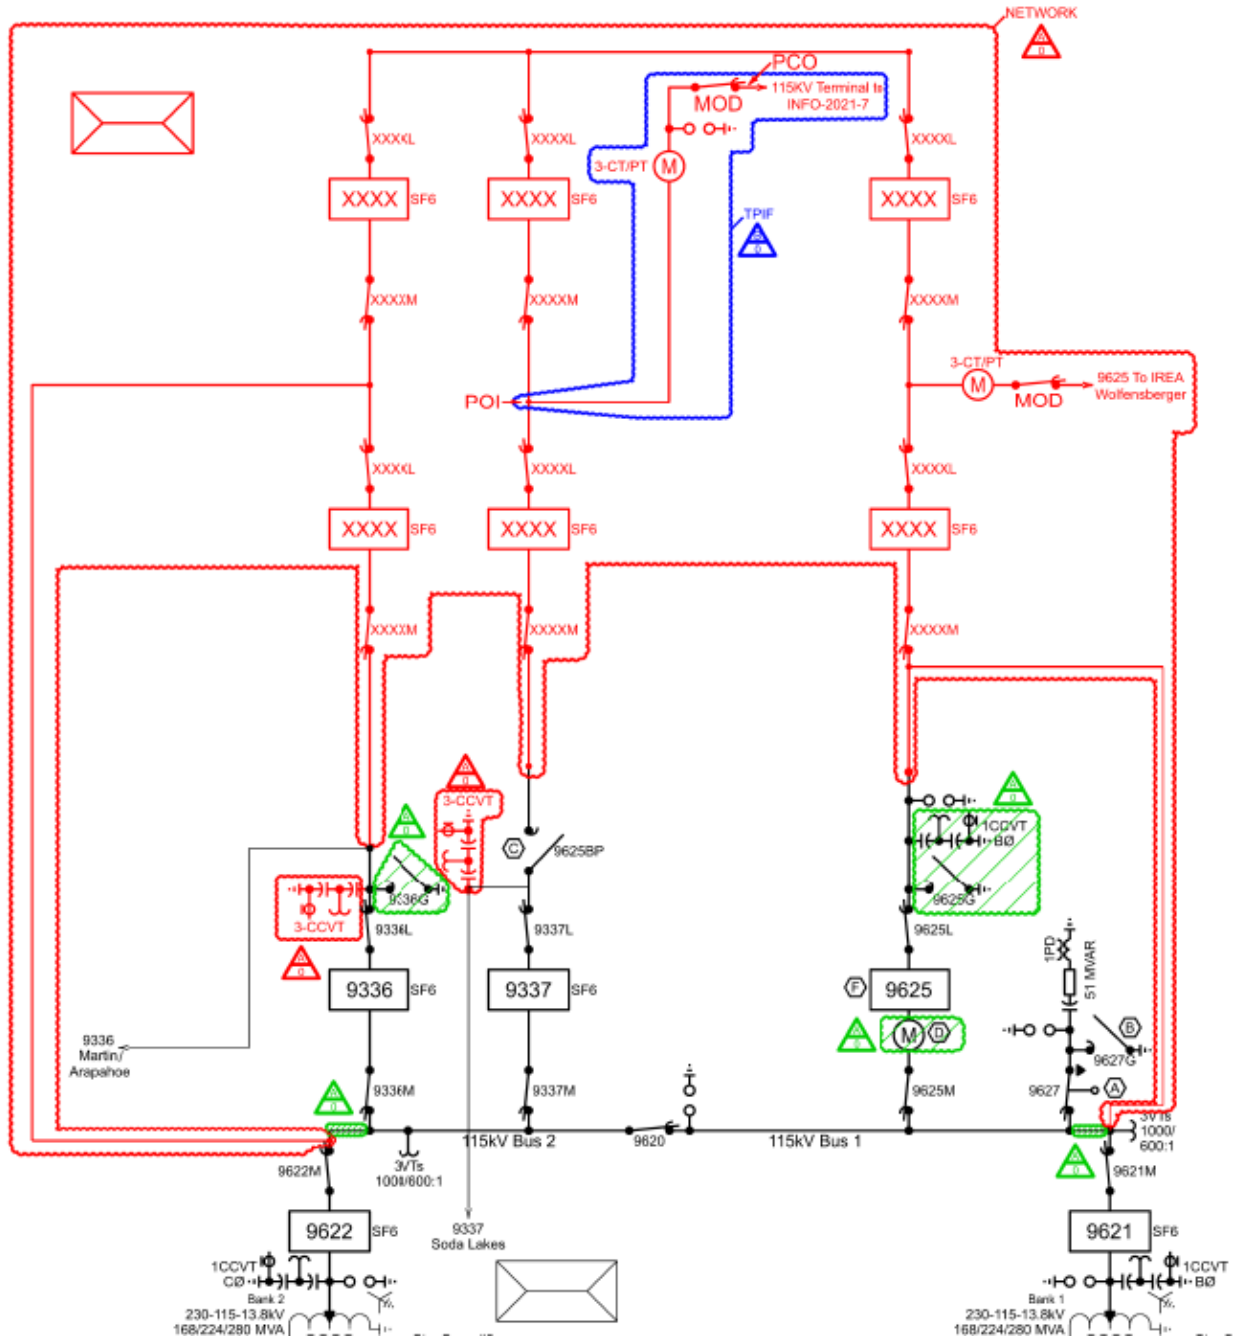 NETWORK
PCO
115KV Terminal to
INFO-2021-7
MOD
XXXXL
XXXXL
XXXXL
3-CT/PT
M
XXXX SF6
XXXX SF6
XXXX SF6
TPIF
XXXXM
XXXXM
XXXXM
3-CT/PT
M
MOD
9625 To IREA
Wolfensberger
POI
XXXXL
XXXXL
XXXXL
XXXX SF6
XXXX SF6
XXXX SF6
XXXXM
XXXXM
XXXXM
3-CCVT
C
9625BP
1CCVT
BØ
9336G
9625G
3-CCVT
9336L
9337L
9625L
1PD
51 MVAR
9336 SF6
9337 SF6
F
9625
M
D
B
9627G
9336
Martin/
Arapahoe
9336M
9337M
9625M
9627
A
115kV Bus 2
9620
115kV Bus 1
3VTs
1000/
600:1
9622M
3VTs
1000/600:1
9621M
9622 SF6
9337
Soda Lakes
9621 SF6
1CCVT
CØ
1CCVT
BØ
Bank 2
230-115-13.8kV
168/224/280 MVA
Bank 1
230-115-13.8kV
168/224/280 MVA